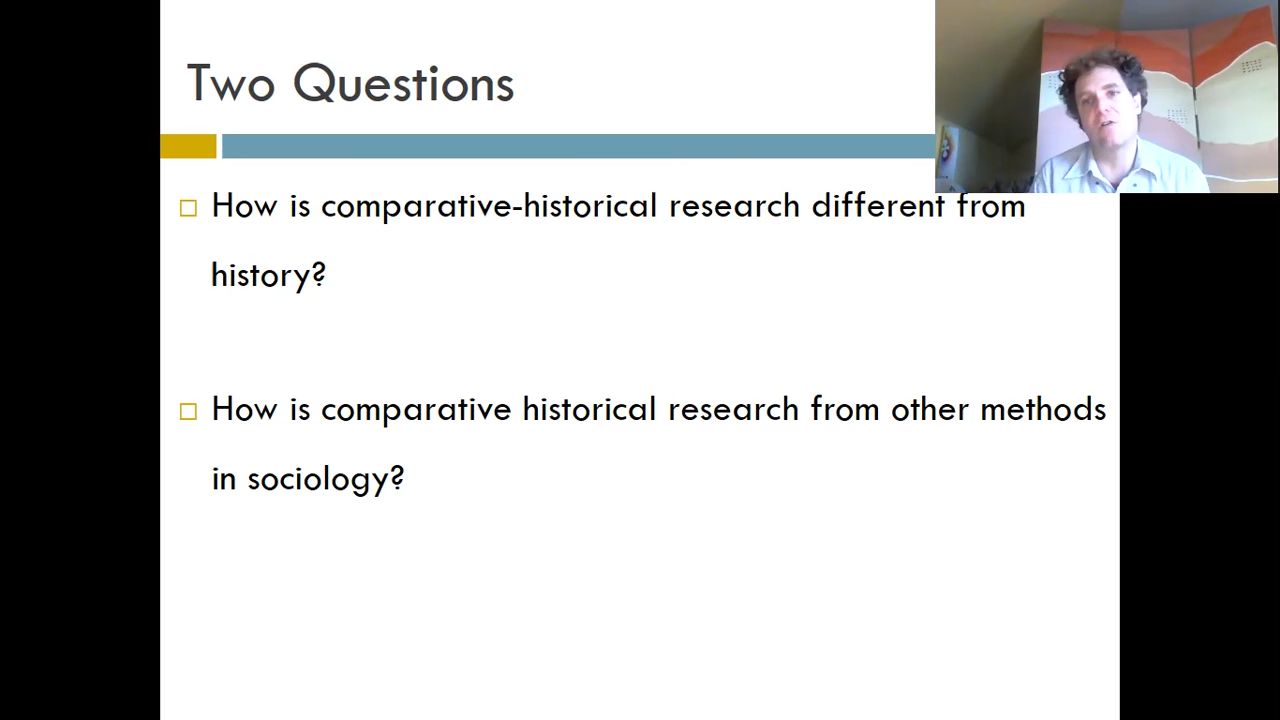 Two Questions
How is comparative-historical research different from
history?
How is comparative historical research from other methods
in sociology?